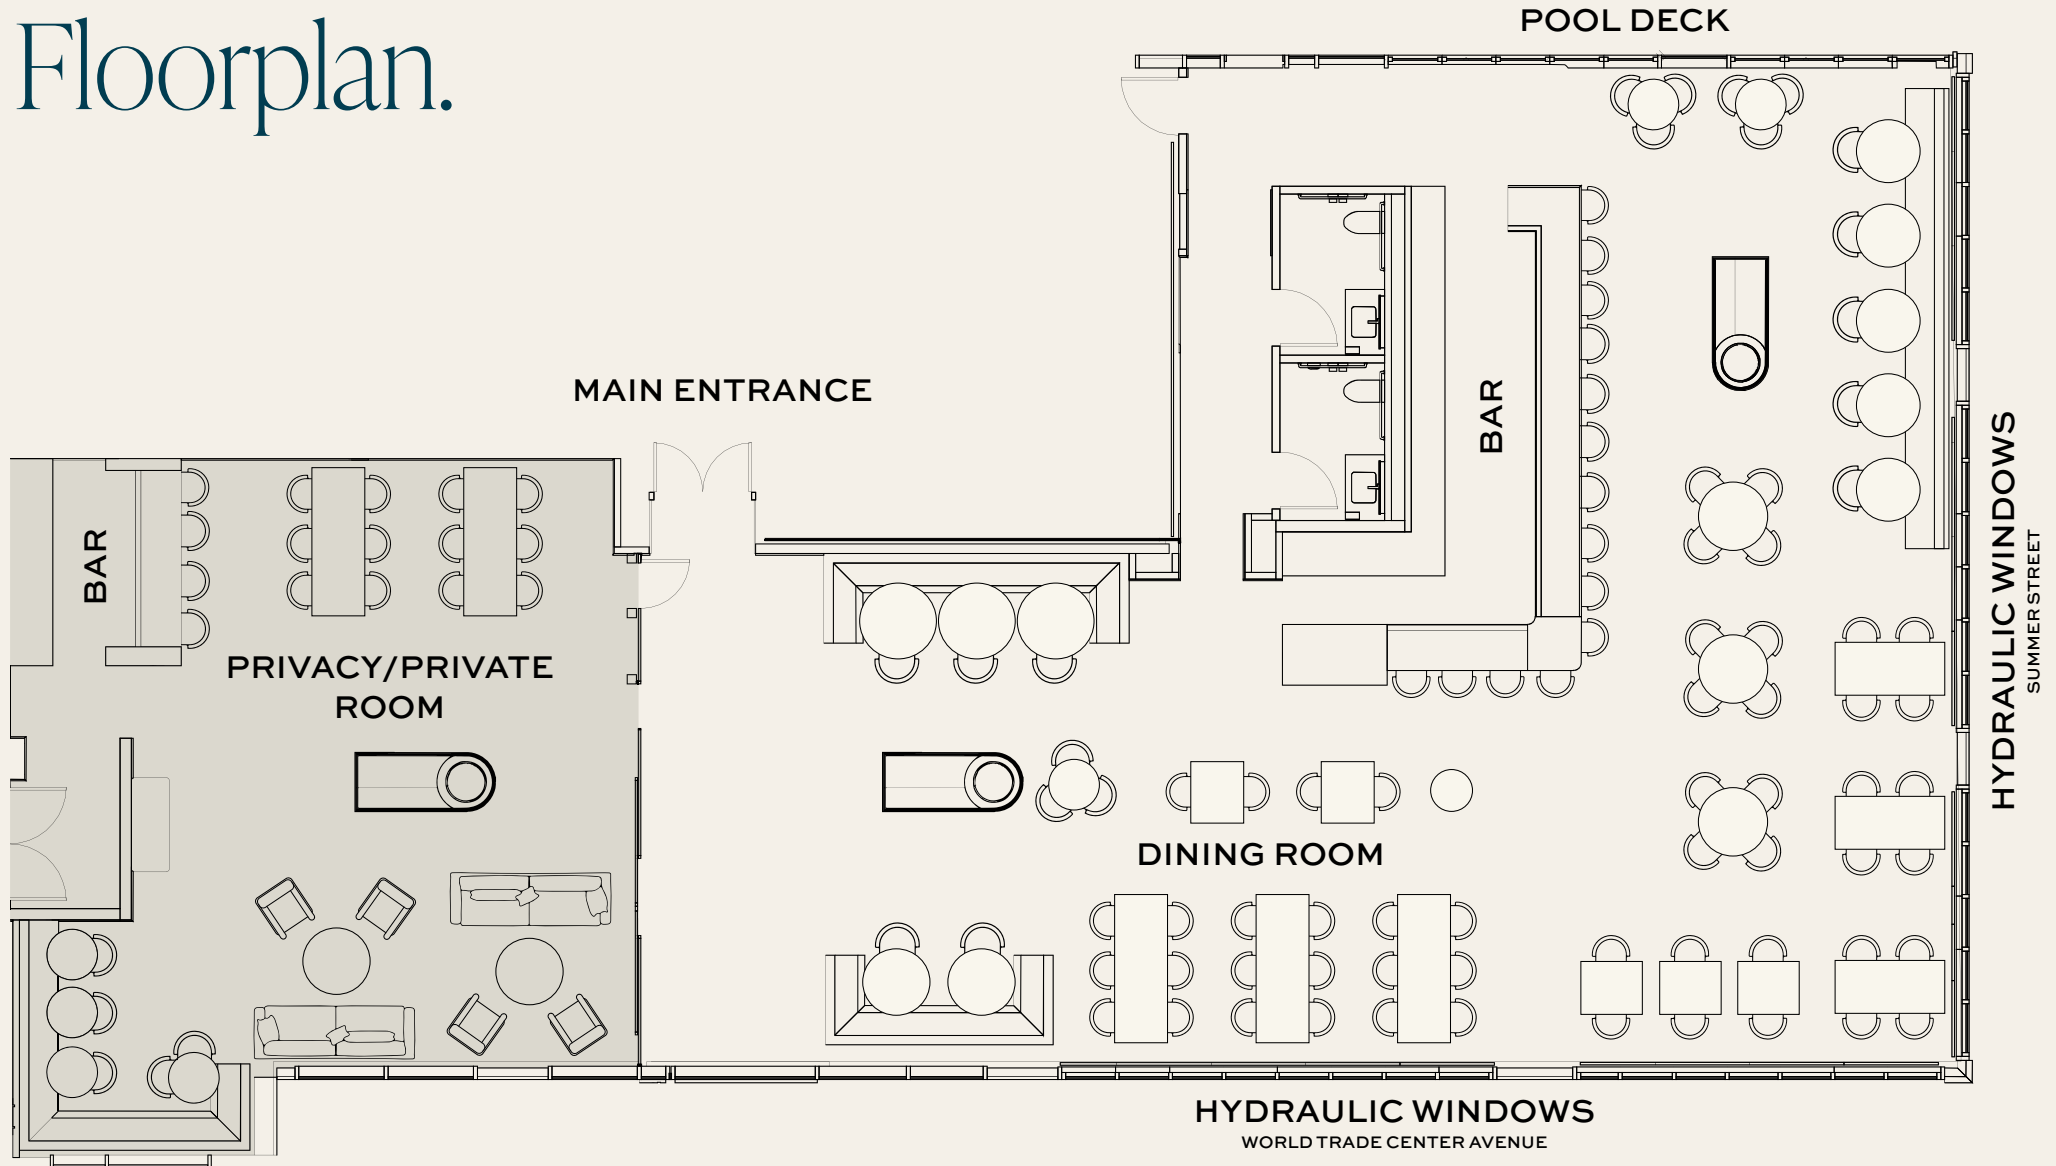 Floorplan.
POOL DECK
MAIN ENTRANCE
BAR
BAR
PRIVACY/PRIVATE
ROOM
DINING ROOM
HYDRAULIC WINDOWS
SUMMER STREET
HYDRAULIC WINDOWS
WORLD TRADE CENTER AVENUE